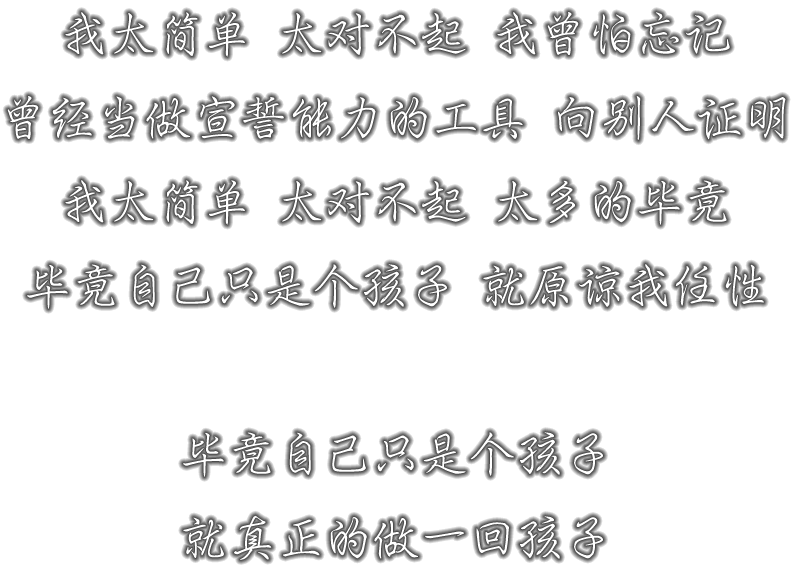 我太简单 太对不起 我曾怕忘记
曾经当做宣誓能力的工具 向别人证明
我太简单 太对不起 太多的毕竟
毕竟自己只是个孩子 就原谅我任性
毕竟自己只是个孩子
就真正的做一回孩子